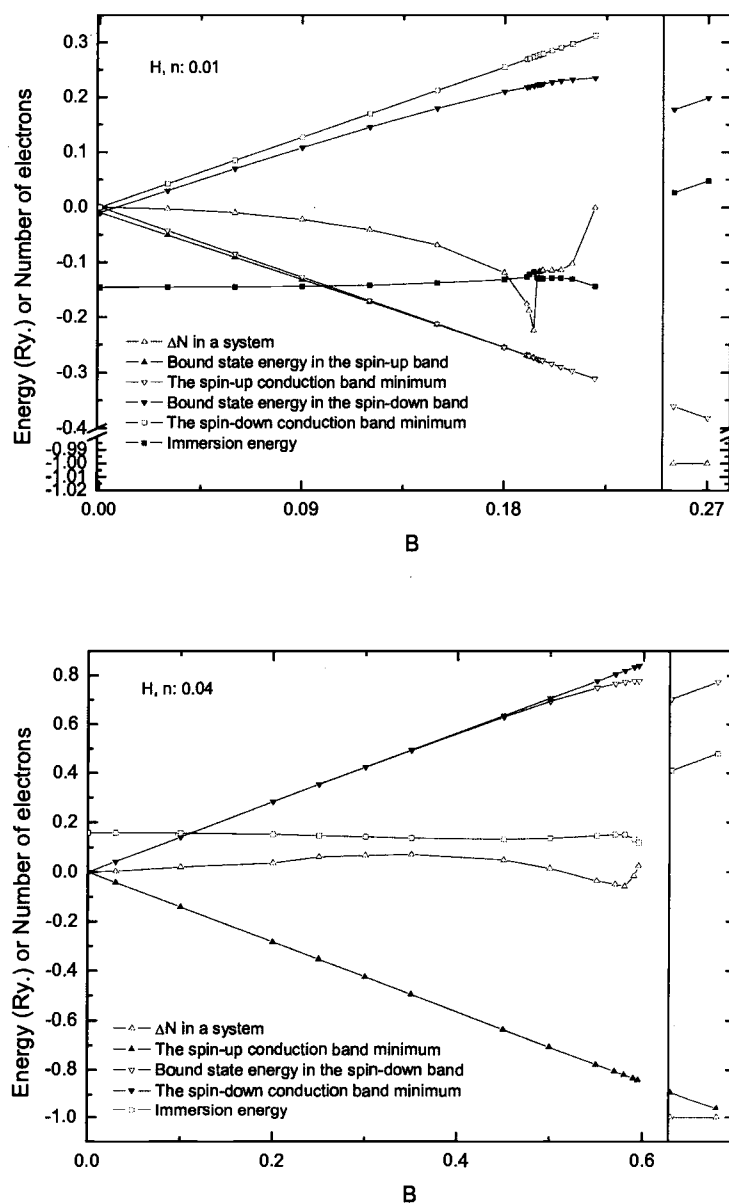 H, n: 0.01
Energy (Ry.) or Number of electrons
0.3
0.2
0.1
0.0
-0.1
-0.2
-0.3
-0.4
-0.99
-1.00
-1.01
-1.02
ΔN in a system
Bound state energy in the spin-up band
The spin-up conduction band minimum
Bound state energy in the spin-down band
The spin-down conduction band minimum
Immersion energy
0.00 0.09 0.18 0.27
B
H, n: 0.04
Energy (Ry.) or Number of electrons
0.8
0.6
0.4
0.2
0.0
-0.2
-0.4
-0.6
-0.8
-1.0
ΔN in a system
The spin-up conduction band minimum
Bound state energy in the spin-down band
The spin-down conduction band minimum
Immersion energy
0.0 0.2 0.4 0.6
B